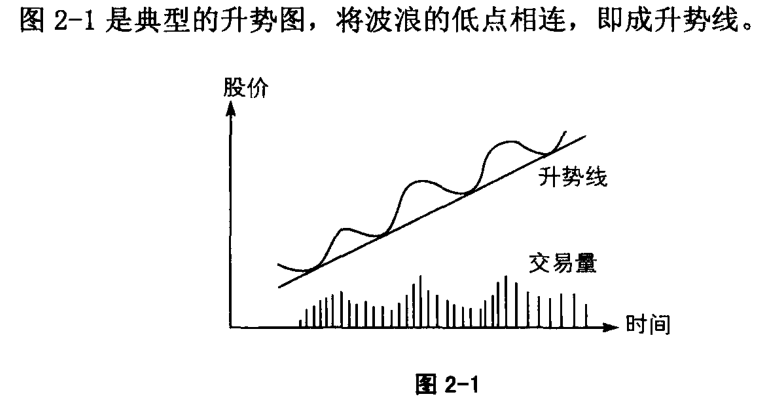 图 2-1 是典型的升势图，将波浪的低点相连，即成升势线。
股价
升势线
交易量
时间
图 2-1